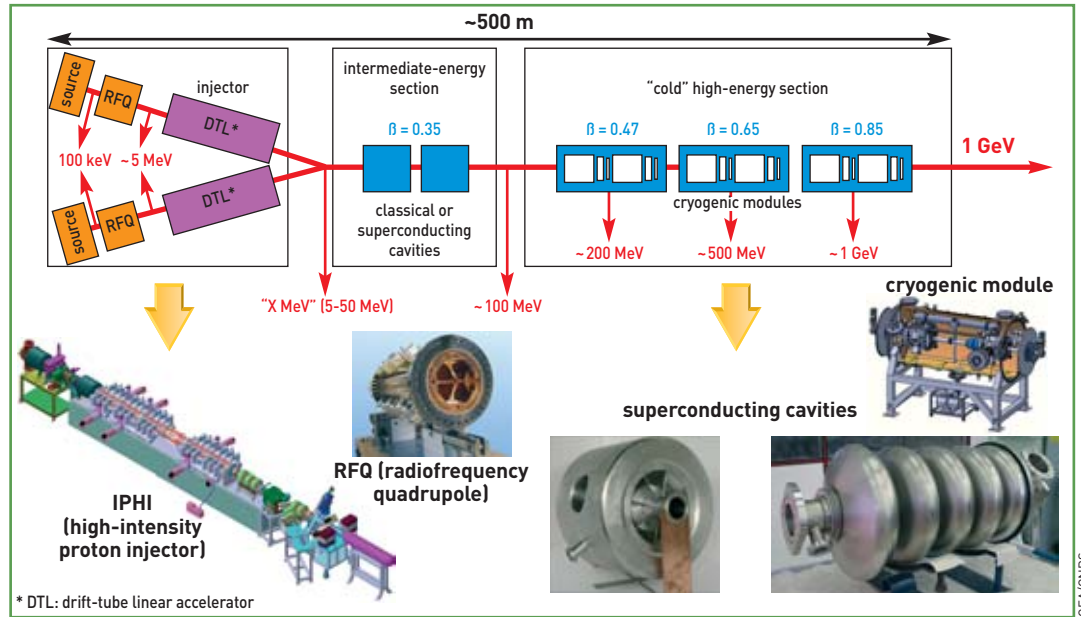 ~500 m
source
RFQ
injector
DTL*
100 keV
~5 MeV
source
RFQ
DTL*
intermediate-energy
section
ß = 0.35
classical or
superconducting
cavities
“cold” high-energy section
ß = 0.47
ß = 0.65
ß = 0.85
1 GeV
cryogenic modules
~200 MeV
~500 MeV
~1 GeV
“X MeV” (5-50 MeV)
~100 MeV
cryogenic module
superconducting cavities
RFQ (radiofrequency
quadrupole)
IPHI
(high-intensity
proton injector)
* DTL: drift-tube linear accelerator